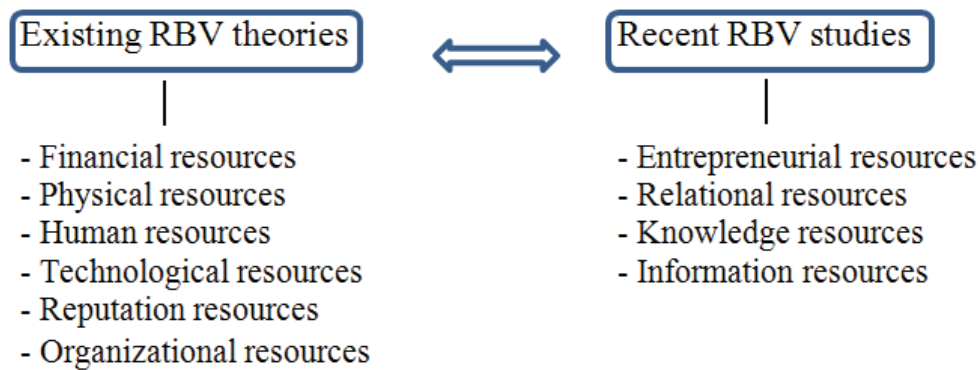 Existing RBV theories
- Financial resources
- Physical resources
- Human resources
- Technological resources
- Reputation resources
- Organizational resources
Recent RBV studies
- Entrepreneurial resources
- Relational resources
- Knowledge resources
- Information resources